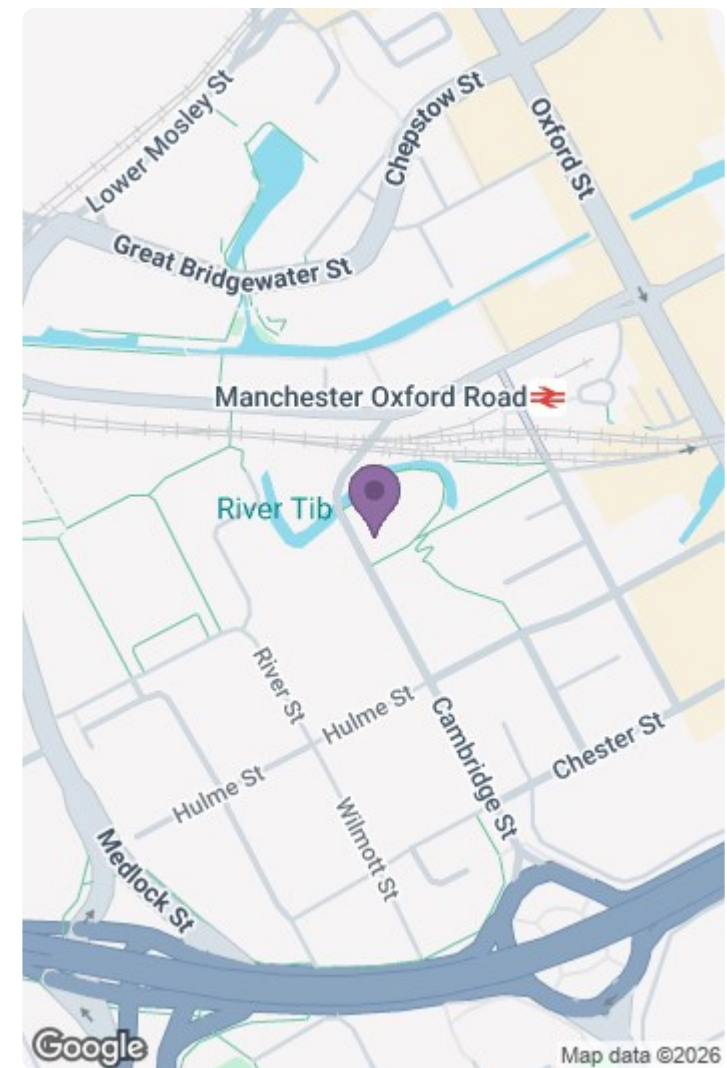 Lower Mosley St
Chepstow St
Oxford St
Great Bridgewater St
Manchester Oxford Road
River Tib
River St
Hulme St
Cambridge St
Chester St
Hulme St
Wilmott St
Medlock St
Google
Map data ©2026